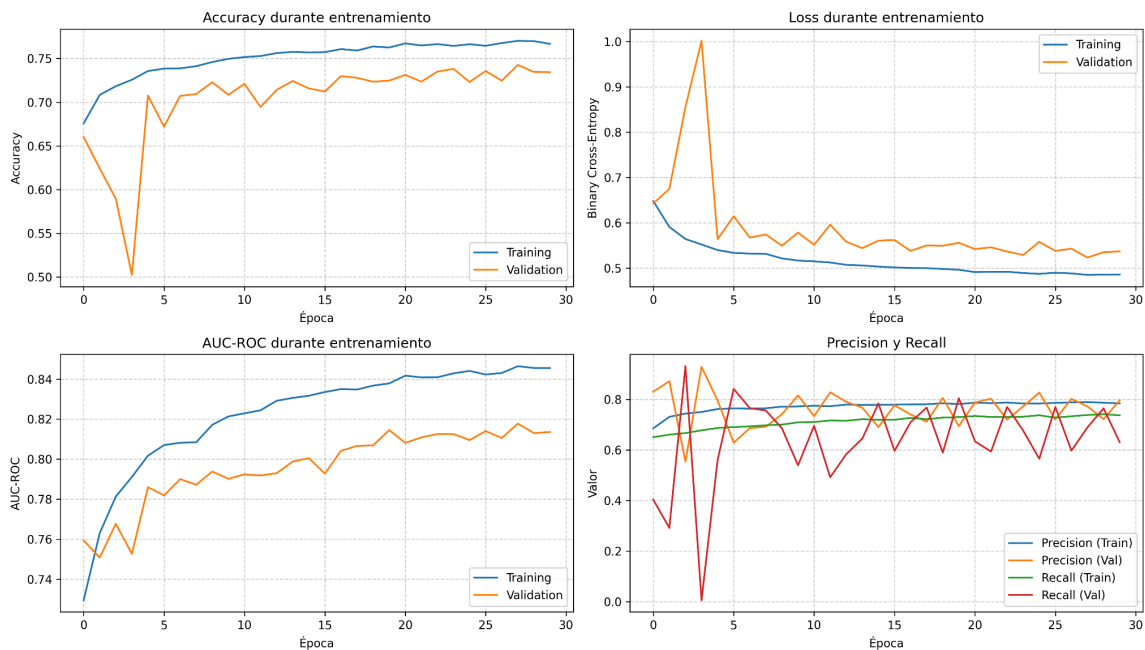 Accuracy durante entrenamiento
Accuracy
0.75
0.70
0.65
0.60
0.55
0.50
Training
Validation
0 5 10 15 20 25 30
Época
Loss durante entrenamiento
Binary Cross-Entropy
1.0
0.9
0.8
0.7
0.6
0.5
Training
Validation
0 5 10 15 20 25 30
Época
AUC-ROC durante entrenamiento
AUC-ROC
0.84
0.82
0.80
0.78
0.76
0.74
Training
Validation
0 5 10 15 20 25 30
Época
Precision y Recall
Valor
0.8
0.6
0.4
0.2
0.0
Precision (Train)
Precision (Val)
Recall (Train)
Recall (Val)
0 5 10 15 20 25 30
Época